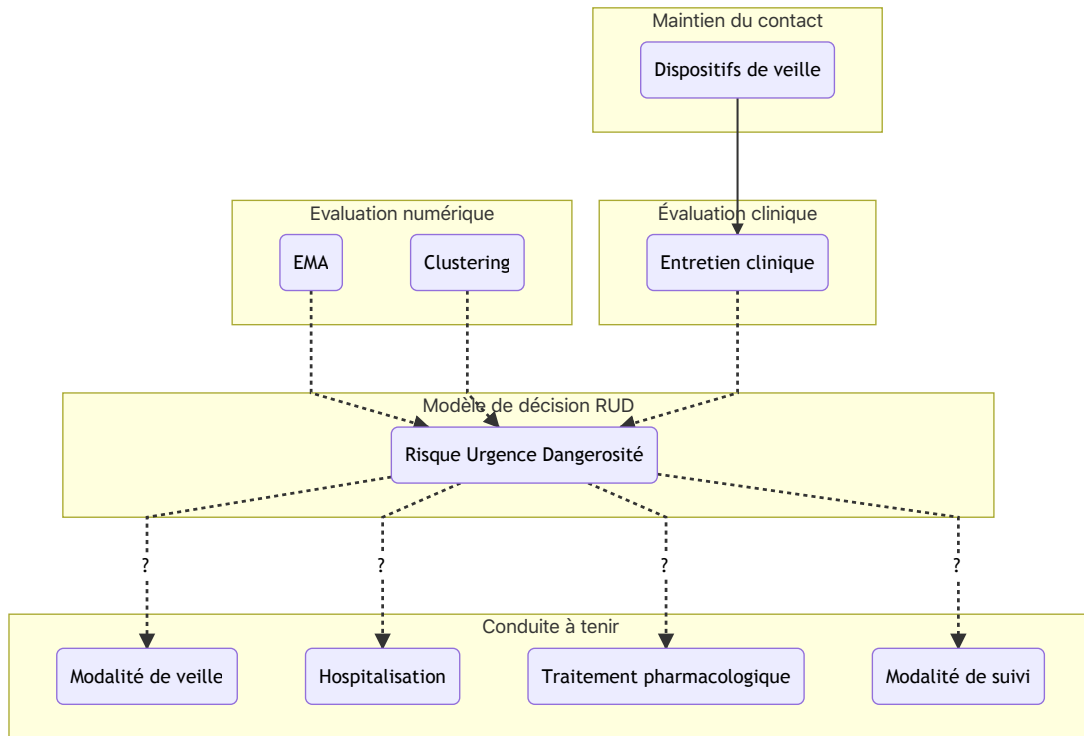 Maintien du contact
Dispositifs de veille
Evaluation numérique
Évaluation clinique
EMA
Clustering
Entretien clinique
Modèle de décision RUD
Risque Urgence Dangerosité
?
?
?
?
Conduite à tenir
Modalité de veille
Hospitalisation
Traitement pharmacologique
Modalité de suivi